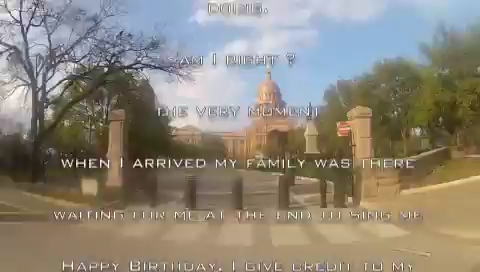 DOING.
AM I RIGHT ?
THE VERY MOMENT
WHEN I ARRIVED MY FAMILY WAS THERE
WAITING FOR ME AT THE END TO SING ME
HAPPY BIRTHDAY. I GIVE CREDIT TO MY